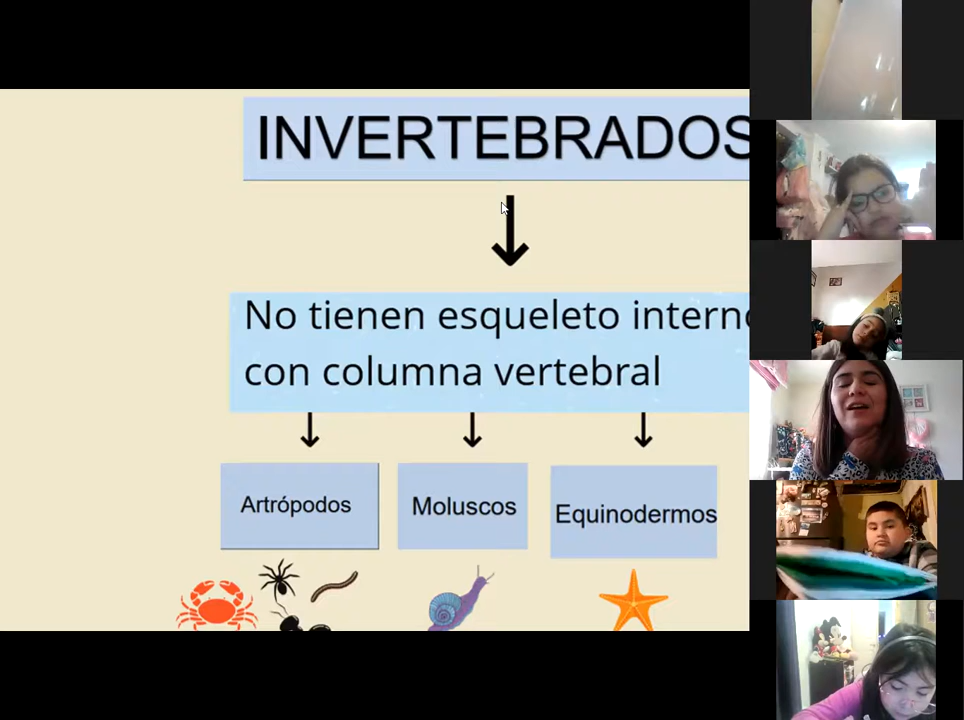 INVERTEBRADOS
No tienen esqueleto interno
con columna vertebral
Artrópodos
Moluscos
Equinodermos